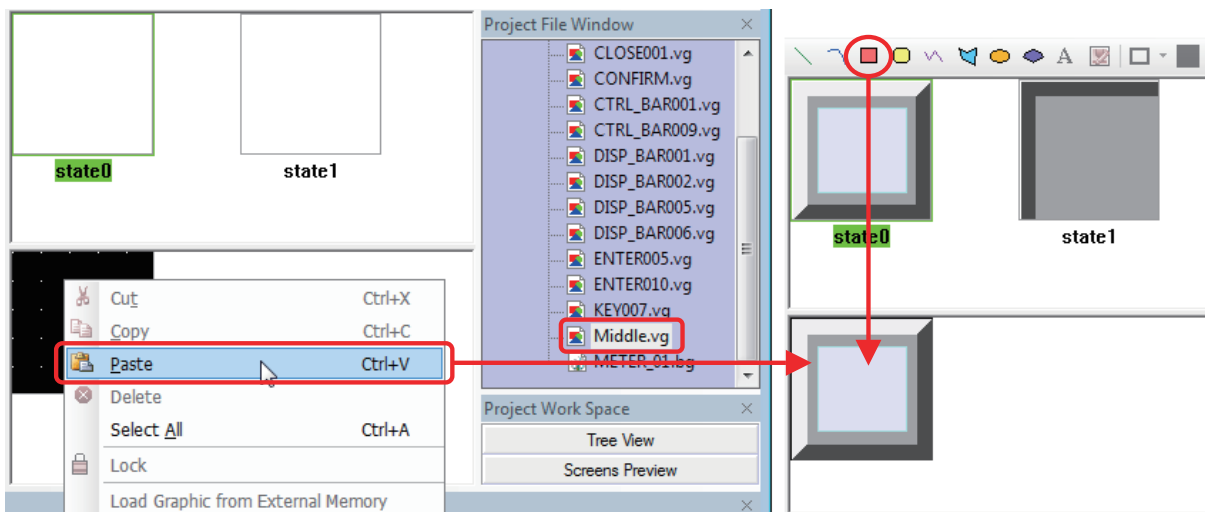 state0
state1
Cut Ctrl+X
Copy Ctrl+C
Paste Ctrl+V
Delete
Select All Ctrl+A
Lock
Load Graphic from External Memory
Project File Window
CLOSE001.vg
CONFIRM.vg
CTRL_BAR001.vg
CTRL_BAR009.vg
DISP_BAR001.vg
DISP_BAR002.vg
DISP_BAR005.vg
DISP_BAR006.vg
ENTER005.vg
ENTER010.vg
KEY007.vg
Middle.vg
METER_01.bg
Project Work Space
Tree View
Screens Preview
A
state0
state1